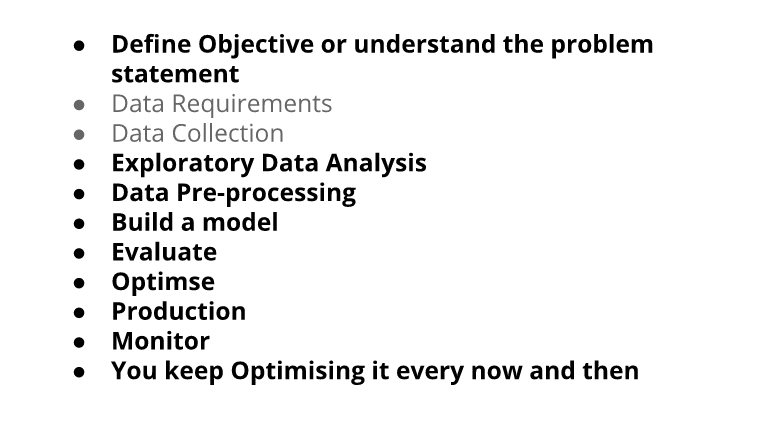 ● Define Objective or understand the problem
statement
● Data Requirements
● Data Collection
● Exploratory Data Analysis
● Data Pre-processing
● Build a model
● Evaluate
● Optimse
● Production
● Monitor
● You keep Optimising it every now and then